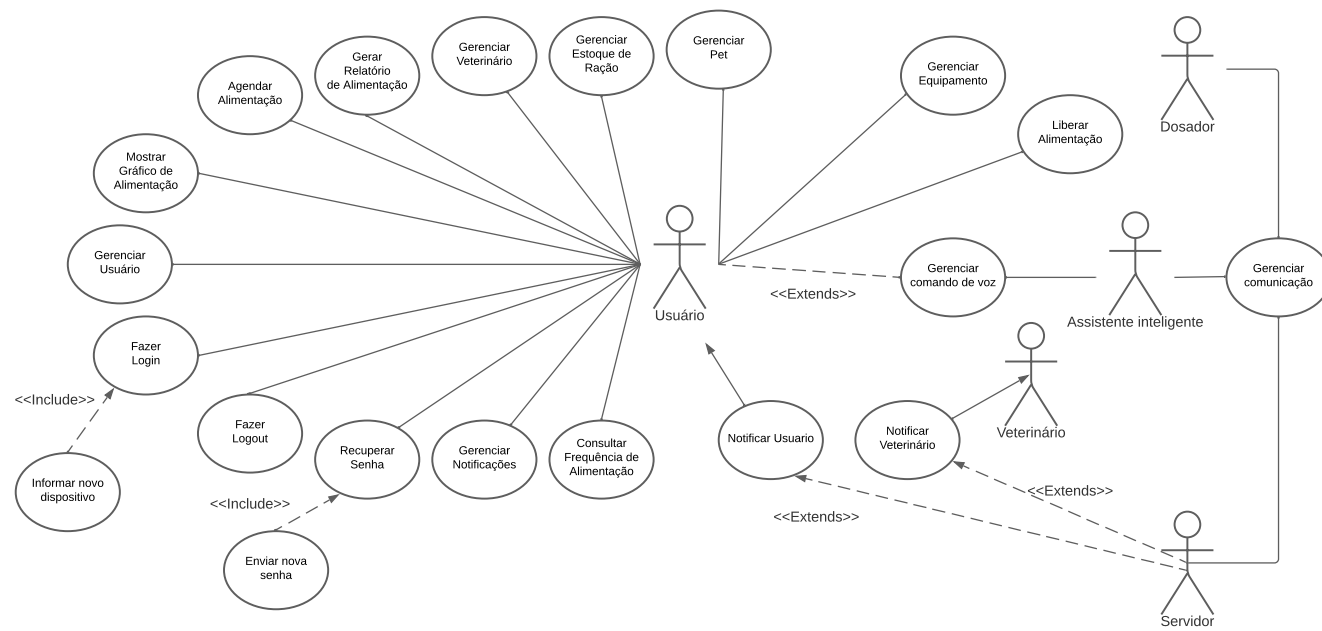 Gerenciar
Pet
Gerenciar
Estoque de
Ração
Gerenciar
Veterinário
Gerar
Relatório
de Alimentação
Agendar
Alimentação
Mostrar
Gráfico de
Alimentação
Gerenciar
Usuário
Fazer
Login
<<Include>>
Informar novo
dispositivo
Fazer
Logout
Recuperar
Senha
<<Include>>
Enviar nova
senha
Gerenciar
Notificações
Consultar
Frequência de
Alimentação
Usuário
Gerenciar
Equipamento
Liberar
Alimentação
Dosador
<<Extends>>
Gerenciar
comando de voz
Assistente inteligente
Gerenciar
comunicação
Notificar Usuario
Notificar
Veterinário
Veterinário
<<Extends>>
<<Extends>>
Servidor